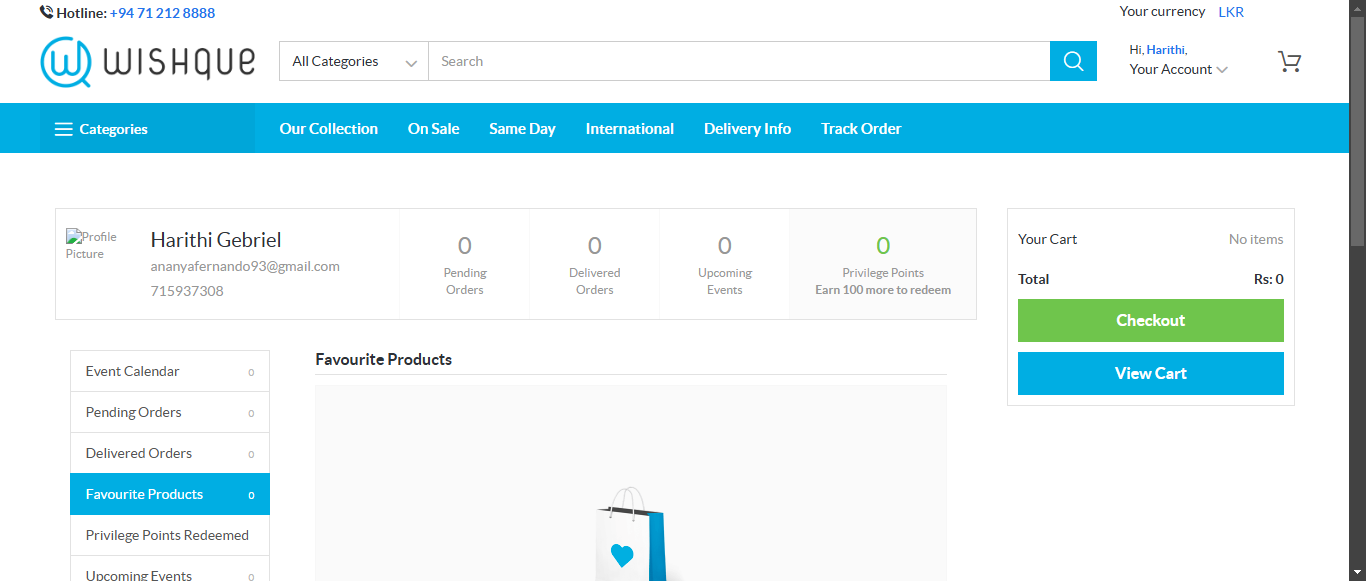 Hotline: +94 71 212 8888
Your currency LKR
WISHQUE
All Categories
Search
Hi, Harithi,
Your Account
Categories
Our Collection
On Sale
Same Day
International
Delivery Info
Track Order
Profile
Picture
Harithi Gebriel
ananyafernando93@gmail.com
715937308
0
Pending
Orders
0
Delivered
Orders
0
Upcoming
Events
0
Privilege Points
Earn 100 more to redeem
Your Cart No items
Total Rs: 0
Checkout
View Cart
Event Calendar 0
Pending Orders 0
Delivered Orders 0
Favourite Products 0
Privilege Points Redeemed
Upcoming Events 0
Favourite Products